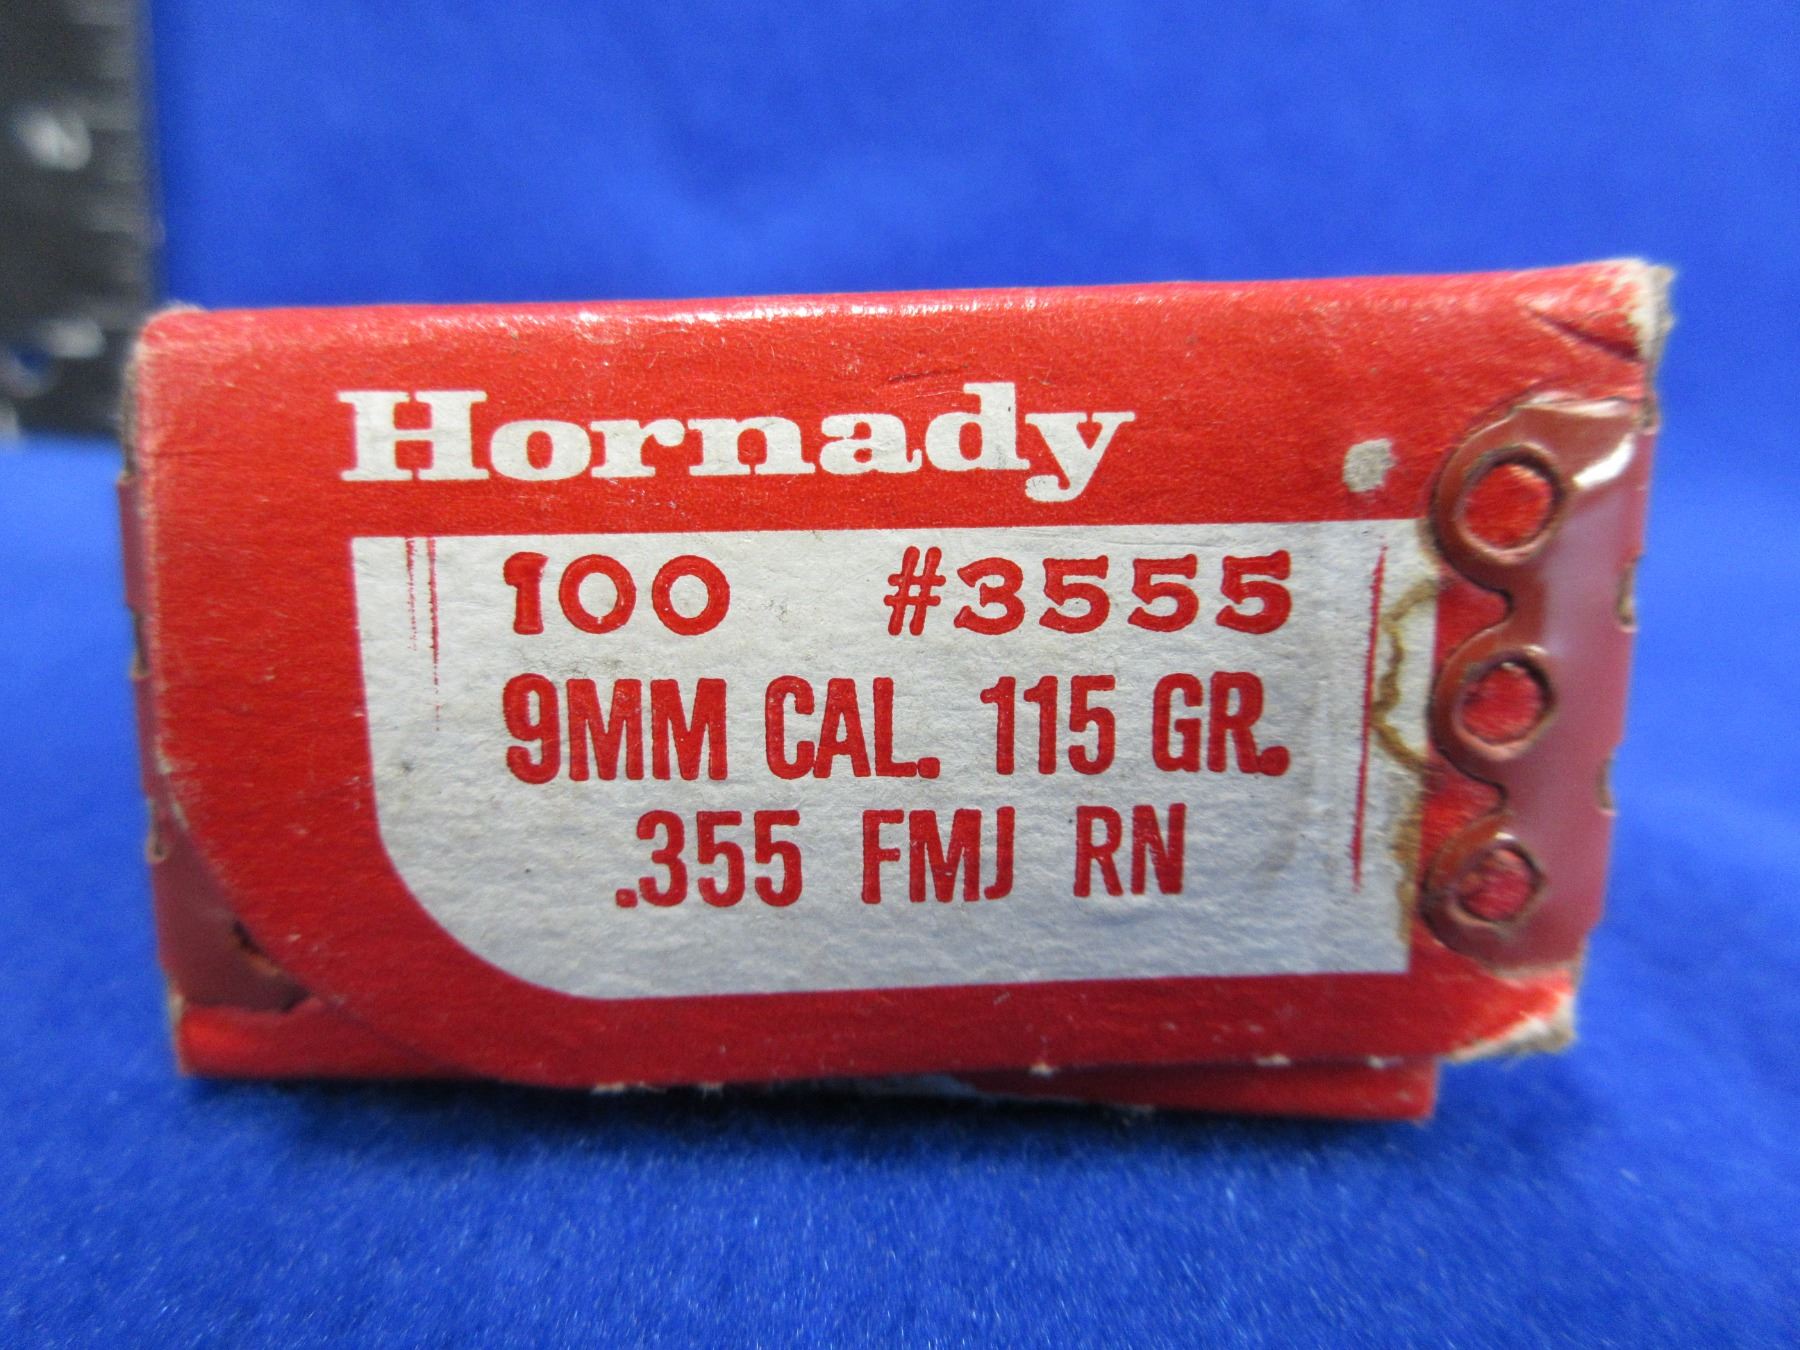 Hornady
100 #3555
9MM CAL. 115 GR.
.355 FMJ RN